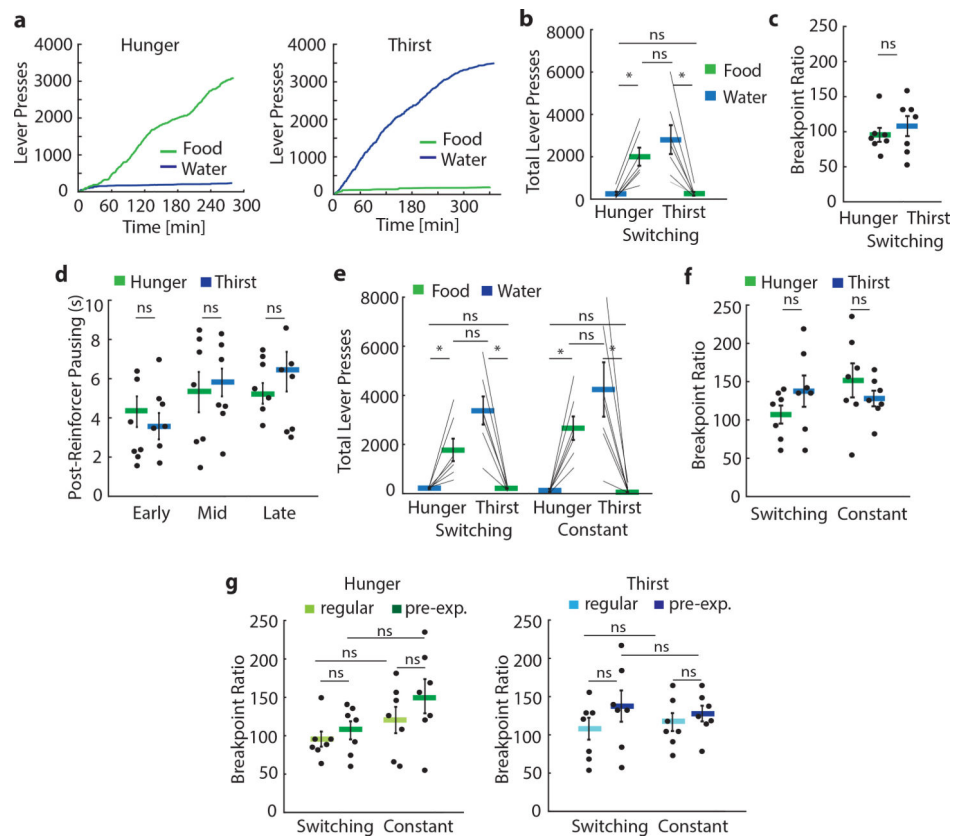 a
Hunger
Lever Presses
4000
3000
2000
1000
0
Food
Water
0 60 120 180 240 300
Time [min]
Thirst
Lever Presses
4000
3000
2000
1000
0
Food
Water
0 60 120 180 240 300
Time [min]
b
ns
ns
* *
Total Lever Presses
8000
6000
4000
2000
0
Food
Water
Hunger Thirst
Switching
c
ns
Breakpoint Ratio
250
200
150
100
50
0
Hunger Thirst
Switching
d
Hunger Thirst
Post-Reinforcer Pausing (s)
10
8
6
4
2
0
ns ns ns
Early Mid Late
e
Food Water
Total Lever Presses
8000
6000
4000
2000
0
ns ns
ns ns
* * * *
Hunger Thirst Hunger Thirst
Switching Constant
f
Hunger Thirst
Breakpoint Ratio
250
200
150
100
50
0
ns ns
Switching Constant
g
Hunger
regular pre-exp.
Breakpoint Ratio
250
200
150
100
50
0
ns
ns
ns ns
Switching Constant
Thirst
regular pre-exp.
Breakpoint Ratio
250
200
150
100
50
0
ns
ns
ns ns
Switching Constant